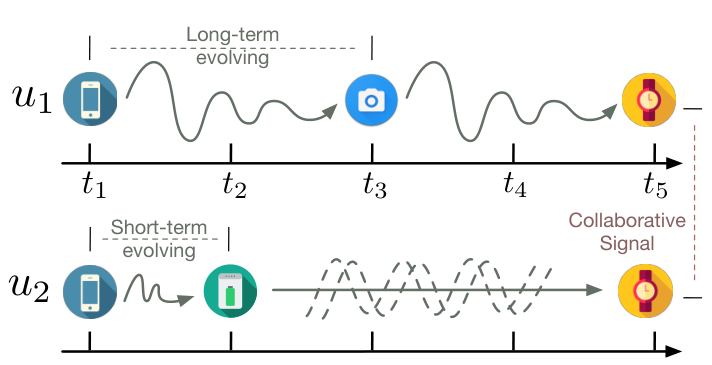 Long-term
evolving
u1
t1 t2 t3 t4 t5
Short-term
evolving
Collaborative
Signal
u2